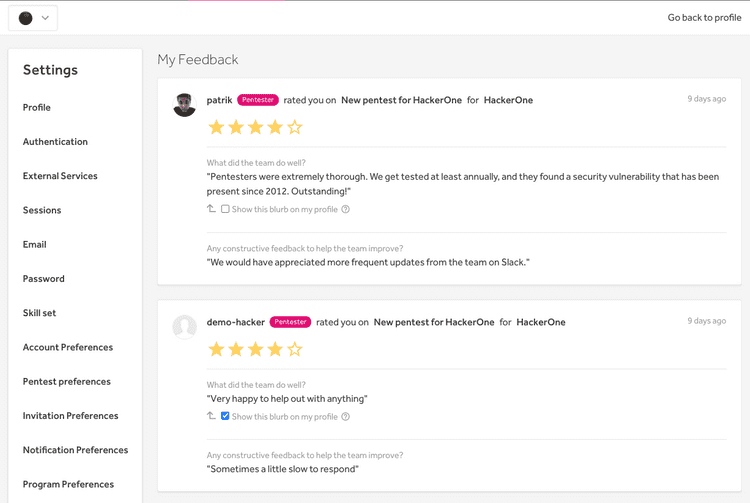 Go back to profile
Settings
Profile
Authentication
External Services
Sessions
Email
Password
Skill set
Account Preferences
Pentest preferences
Invitation Preferences
Notification Preferences
Program Preferences
My Feedback
patrik Pentester rated you on New pentest for HackerOne for HackerOne 9 days ago
What did the team do well?
"Pentesters were extremely thorough. We get tested at least annually, and they found a security vulnerability that has been
present since 2012. Outstanding!"
Show this blurb on my profile
Any constructive feedback to help the team improve?
"We would have appreciated more frequent updates from the team on Slack."
demo-hacker Pentester rated you on New pentest for HackerOne for HackerOne 9 days ago
What did the team do well?
"Very happy to help out with anything"
Show this blurb on my profile
Any constructive feedback to help the team improve?
"Sometimes a little slow to respond"